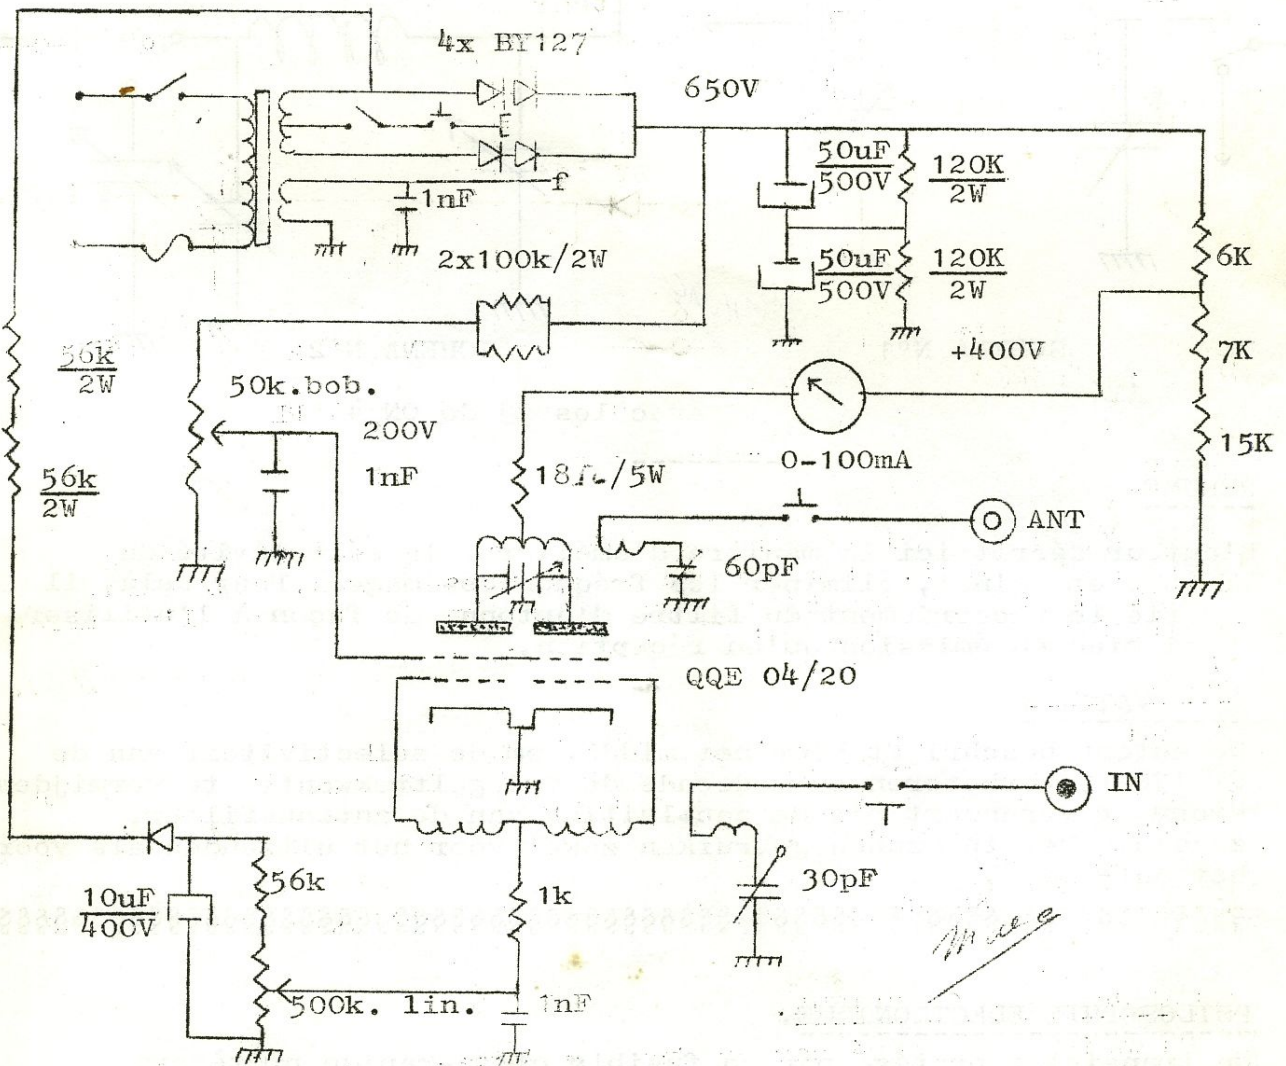 4x BY127
650V
50uF
500V
120K
2W
f
1nF
2x100k/2W
50uF
500V
120K
2W
6K
+400V
7K
56k
2W
50k.bob.
200V
15K
0-100mA
56k
2W
1nF
18Ω/5W
ANT
60pF
QQE 04/20
IN
10uF
400V
56k
1k
30pF
500k. lin.
1nF